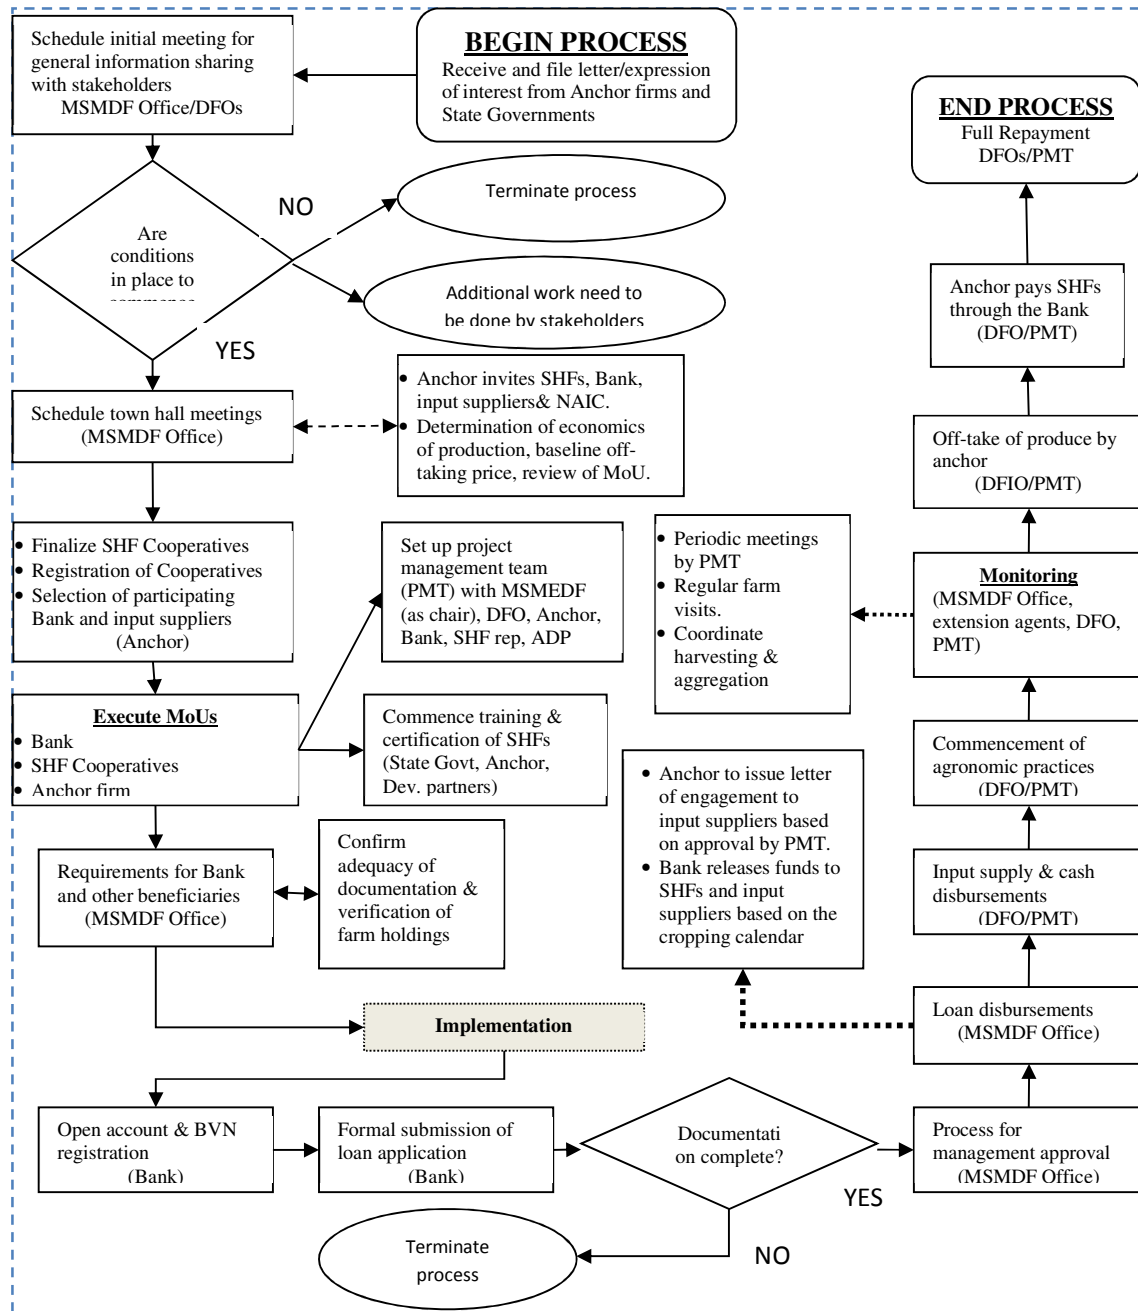 BEGIN PROCESS
Receive and file letter/expression
of interest from Anchor firms and
State Governments
Schedule initial meeting for
general information sharing
with stakeholders
MSMDF Office/DFOs
Are
conditions
in place to
commence
NO
Terminate process
Additional work need to
be done by stakeholders
YES
Schedule town hall meetings
(MSMDF Office)
• Anchor invites SHFs, Bank,
input suppliers& NAIC.
• Determination of economics
of production, baseline off-
taking price, review of MoU.
• Finalize SHF Cooperatives
• Registration of Cooperatives
• Selection of participating
Bank and input suppliers
(Anchor)
Set up project
management team
(PMT) with MSMEDF
(as chair), DFO, Anchor,
Bank, SHF rep, ADP
Execute MoUs
• Bank
• SHF Cooperatives
• Anchor firm
Commence training &
certification of SHFs
(State Govt, Anchor,
Dev. partners)
Requirements for Bank
and other beneficiaries
(MSMDF Office)
Confirm
adequacy of
documentation &
verification of
farm holdings
Implementation
Open account & BVN
registration
(Bank)
Formal submission of
loan application
(Bank)
Documentati
on complete?
NO
Terminate
process
YES
Process for
management approval
(MSMDF Office)
Loan disbursements
(MSMDF Office)
• Anchor to issue letter
of engagement to
input suppliers based
on approval by PMT.
• Bank releases funds to
SHFs and input
suppliers based on the
cropping calendar
Input supply & cash
disbursements
(DFO/PMT)
Commencement of
agronomic practices
(DFO/PMT)
Monitoring
(MSMDF Office,
extension agents, DFO,
PMT)
• Periodic meetings
by PMT
• Regular farm
visits.
• Coordinate
harvesting &
aggregation
Off-take of produce by
anchor
(DFIO/PMT)
Anchor pays SHFs
through the Bank
(DFO/PMT)
END PROCESS
Full Repayment
DFOs/PMT